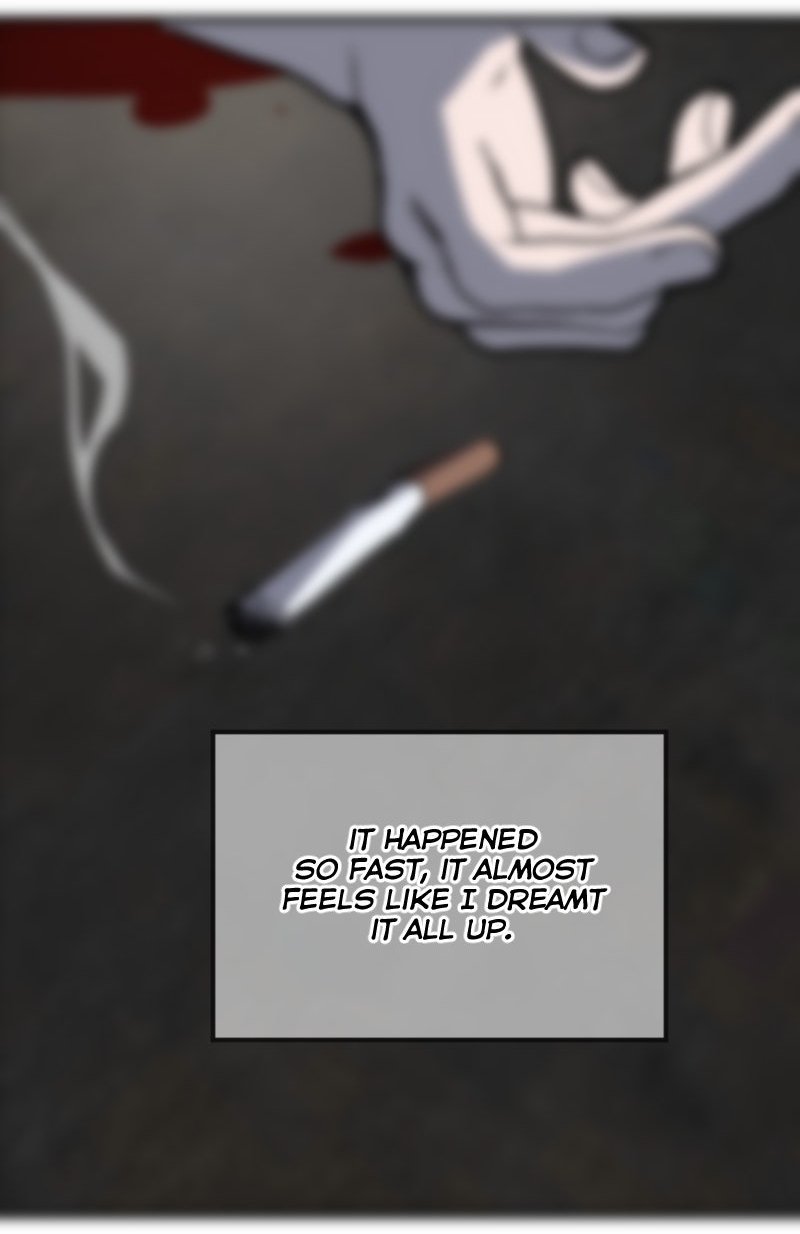 IT HAPPENED
SO FAST, IT ALMOST
FEELS LIKE I DREAMT
IT ALL UP.